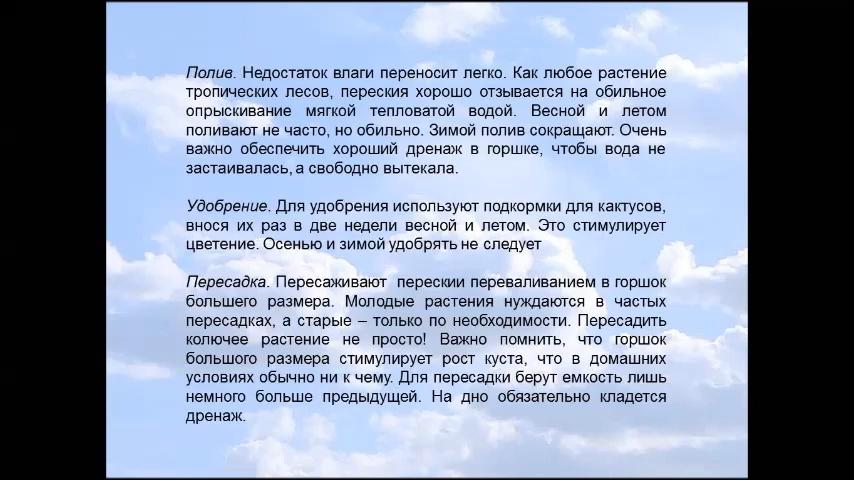 Полив. Недостаток влаги переносит легко. Как любое растение
тропических лесов, переския хорошо отзывается на обильное
опрыскивание мягкой тепловатой водой. Весной и летом
поливают не часто, но обильно. Зимой полив сокращают. Очень
важно обеспечить хороший дренаж в горшке, чтобы вода не
застаивалась, а свободно вытекала.
Удобрение. Для удобрения используют подкормки для кактусов,
внося их раз в две недели весной и летом. Это стимулирует
цветение. Осенью и зимой удобрять не следует
Пересадка. Пересаживают перескии переваливанием в горшок
большего размера. Молодые растения нуждаются в частых
пересадках, а старые – только по необходимости. Пересадить
колючее растение не просто! Важно помнить, что горшок
большого размера стимулирует рост куста, что в домашних
условиях обычно ни к чему. Для пересадки берут емкость лишь
немного больше предыдущей. На дно обязательно кладется
дренаж.